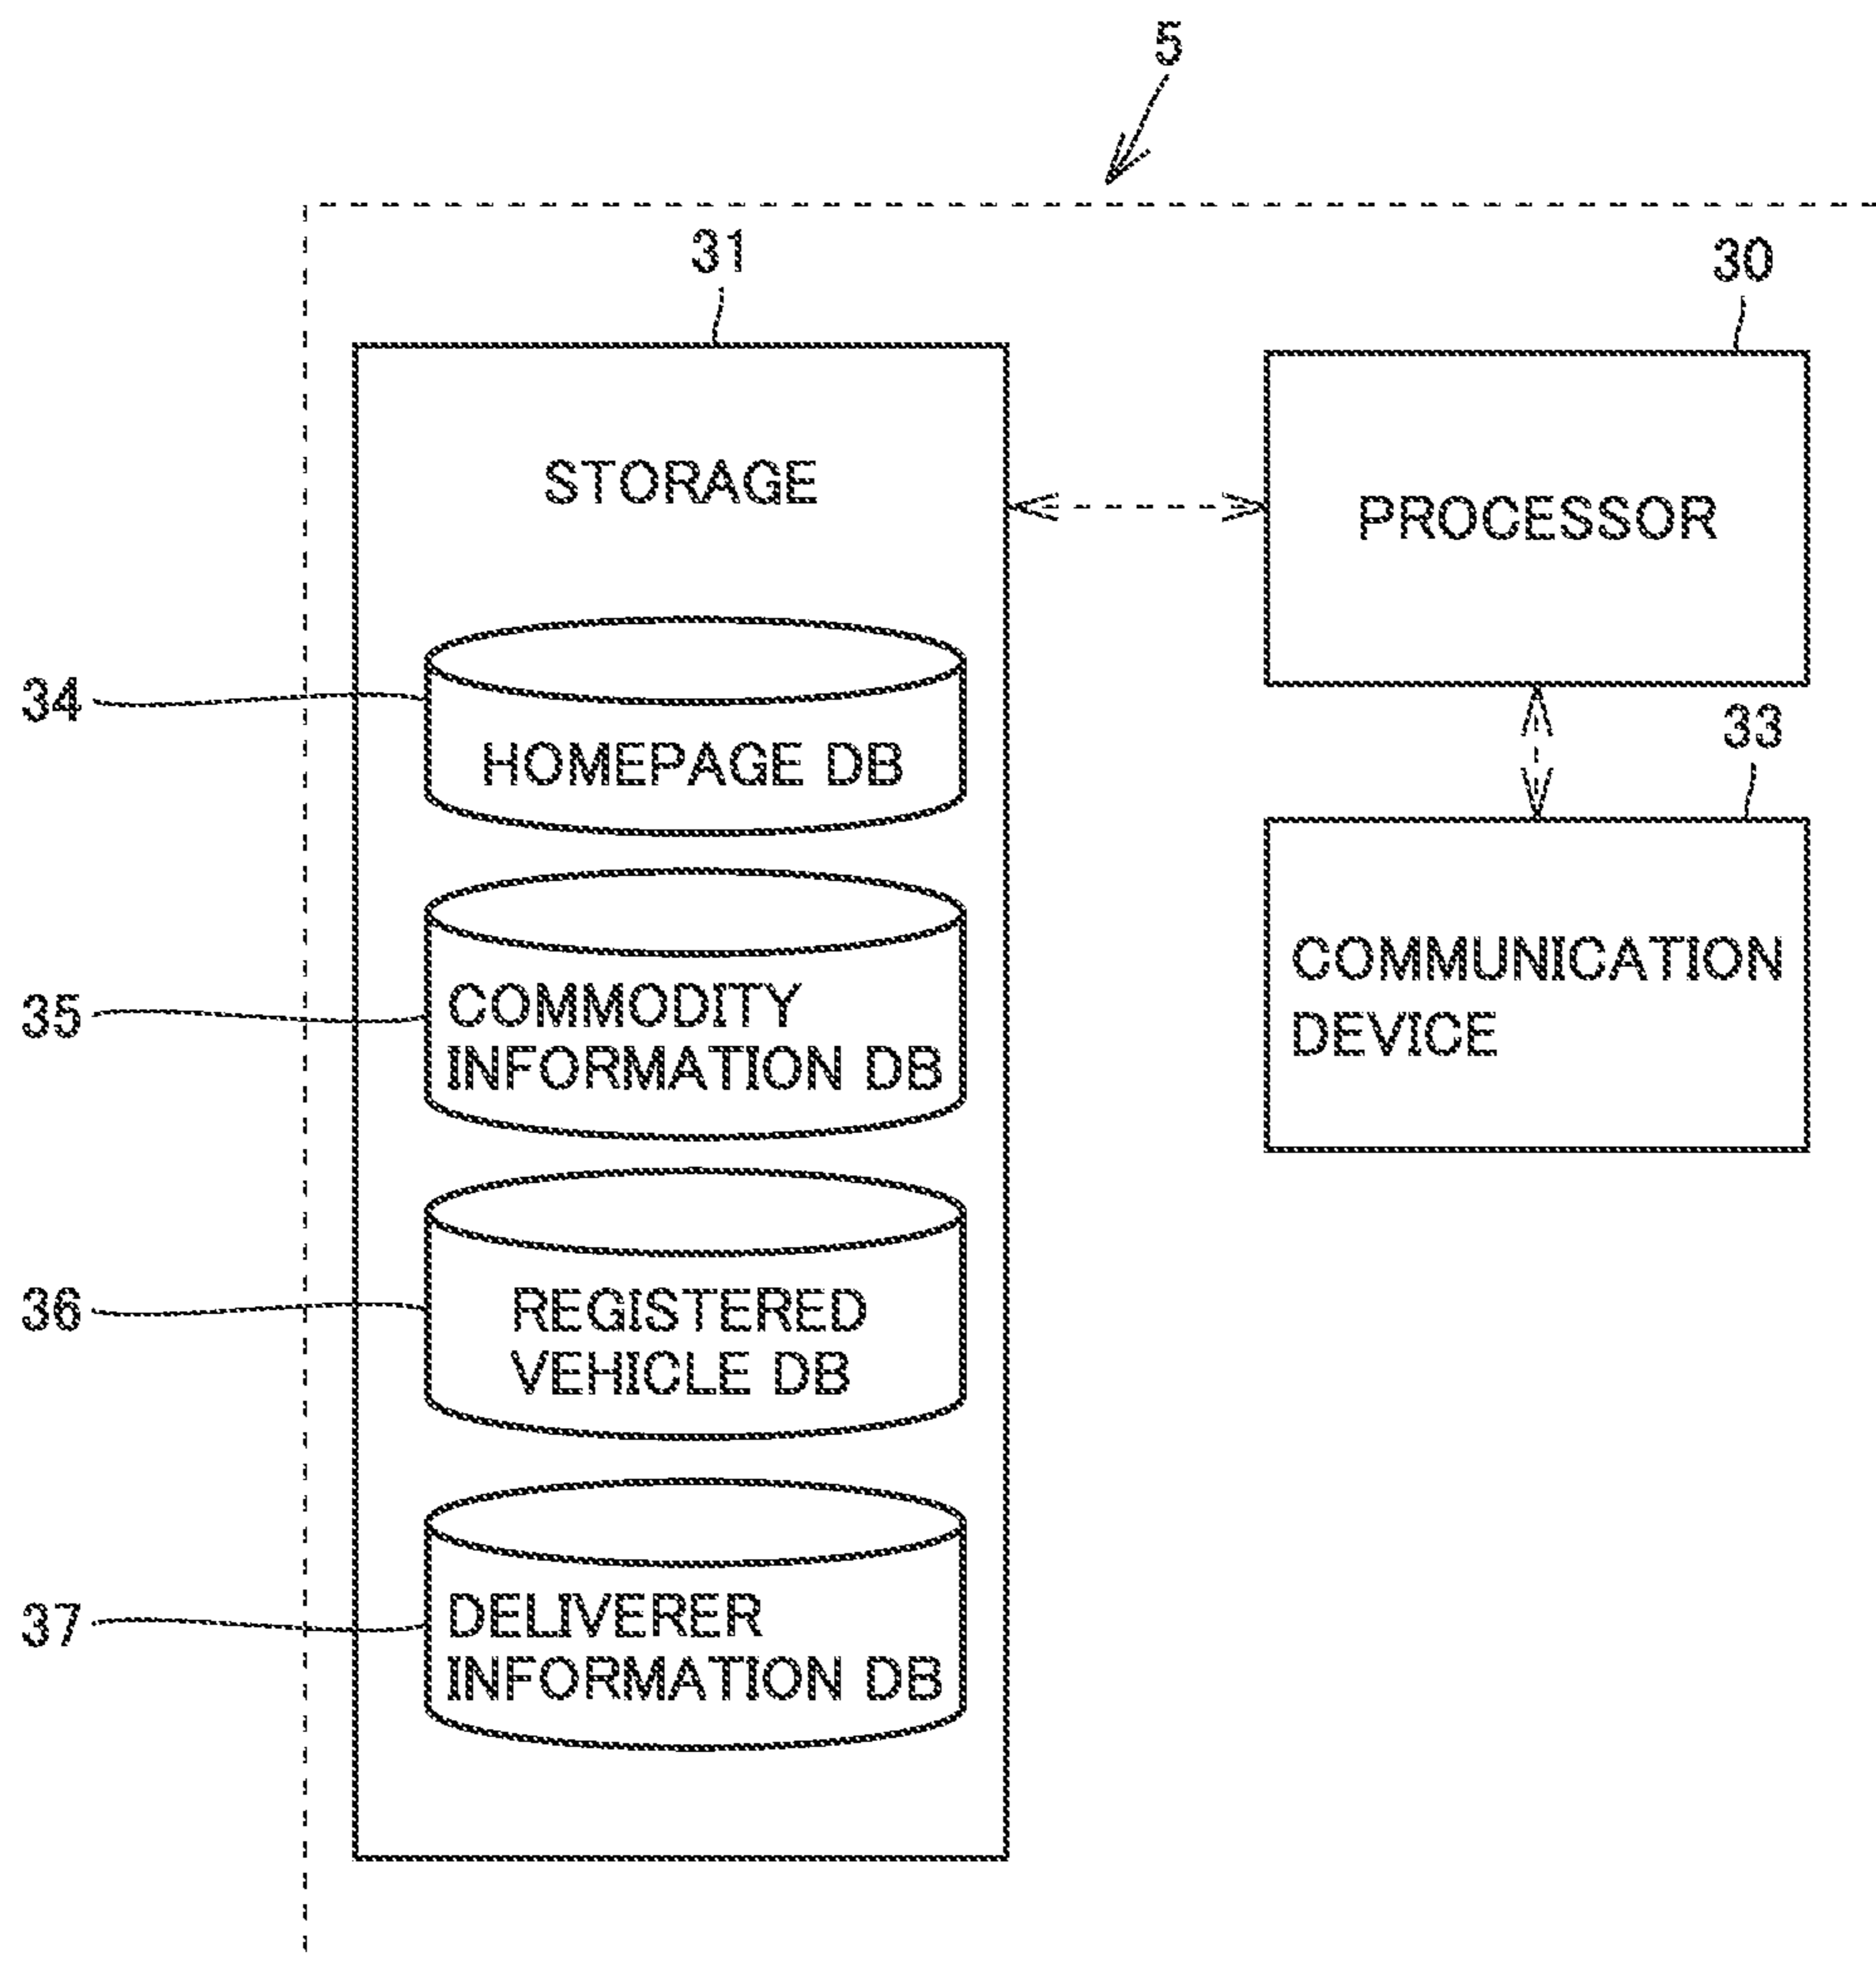 5
31
30
STORAGE
PROCESSOR
34
HOMEPAGE DB
33
35
COMMODITY
INFORMATION DB
COMMUNICATION
DEVICE
36
REGISTERED
VEHICLE DB
37
DELIVERER
INFORMATION DB